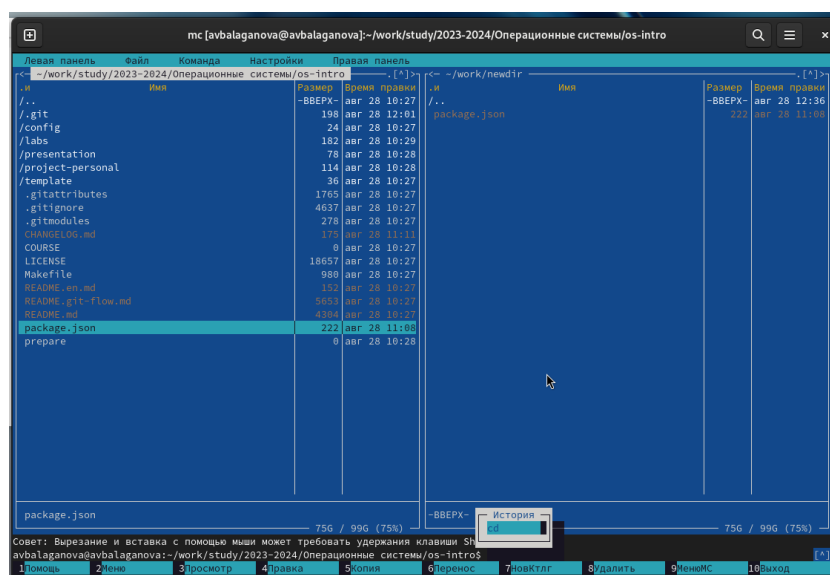 mc [avbalaganova@avbalaganova]:~/work/study/2023-2024/Операционные системы/os-intro
Левая панель Файл Команда Настройки Правая панель
<— ~/work/study/2023-2024/Операционные системы/os-intro .[^]>
.и Имя Размер Время правки
/.. -ВВЕРХ- авг 28 10:27
/.git 198 авг 28 12:01
/config 24 авг 28 10:27
/labs 182 авг 28 10:29
/presentation 78 авг 28 10:28
/project-personal 114 авг 28 10:28
/template 36 авг 28 10:27
.gitattributes 1765 авг 28 10:27
.gitignore 4637 авг 28 10:27
.gitmodules 278 авг 28 10:27
CHANGELOG.md 175 авг 28 11:11
COURSE 0 авг 28 10:27
LICENSE 18657 авг 28 10:27
Makefile 980 авг 28 10:27
README.en.md 152 авг 28 10:27
README.git-flow.md 5653 авг 28 10:27
README.md 4304 авг 28 10:27
package.json 222 авг 28 11:08
prepare 0 авг 28 10:28
package.json
75G / 99G (75%)
<— ~/work/newdir .[^]>
.и Имя Размер Время правки
/.. -ВВЕРХ- авг 28 12:36
package.json 222 авг 28 11:08
-ВВЕРХ-
75G / 99G (75%)
История
cd
Совет: Вырезание и вставка с помощью мыши может требовать удержания клавиши Sh
avbalaganova@avbalaganova:~/work/study/2023-2024/Операционные системы/os-intro$ [^]
1Помощь 2Меню 3Просмотр 4Правка 5Копия 6Перенос 7НовКтлг 8Удалить 9МенюМС 10Выход